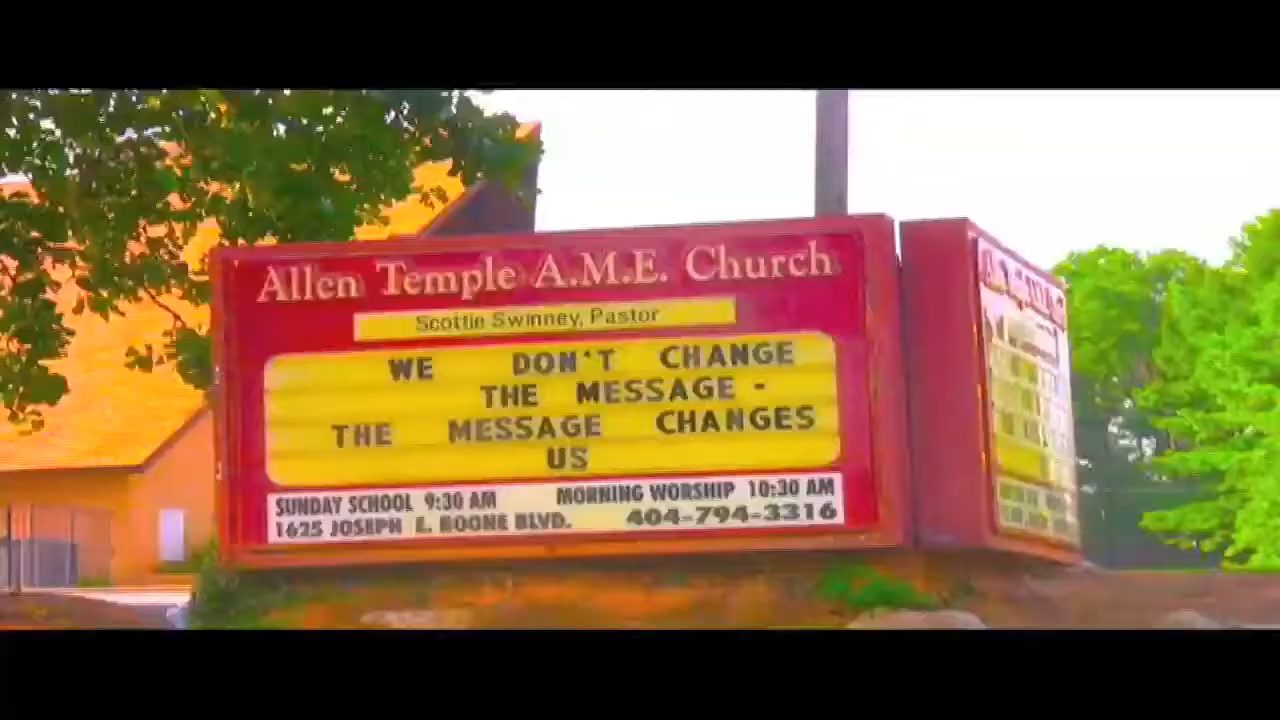 Allen Temple A.M.E. Church
Scottie Swinney, Pastor
WE DON'T CHANGE
THE MESSAGE -
THE MESSAGE CHANGES
US
SUNDAY SCHOOL 9:30 AM MORNING WORSHIP 10:30 AM
1625 JOSEPH E. BOONE BLVD. 404-794-3316